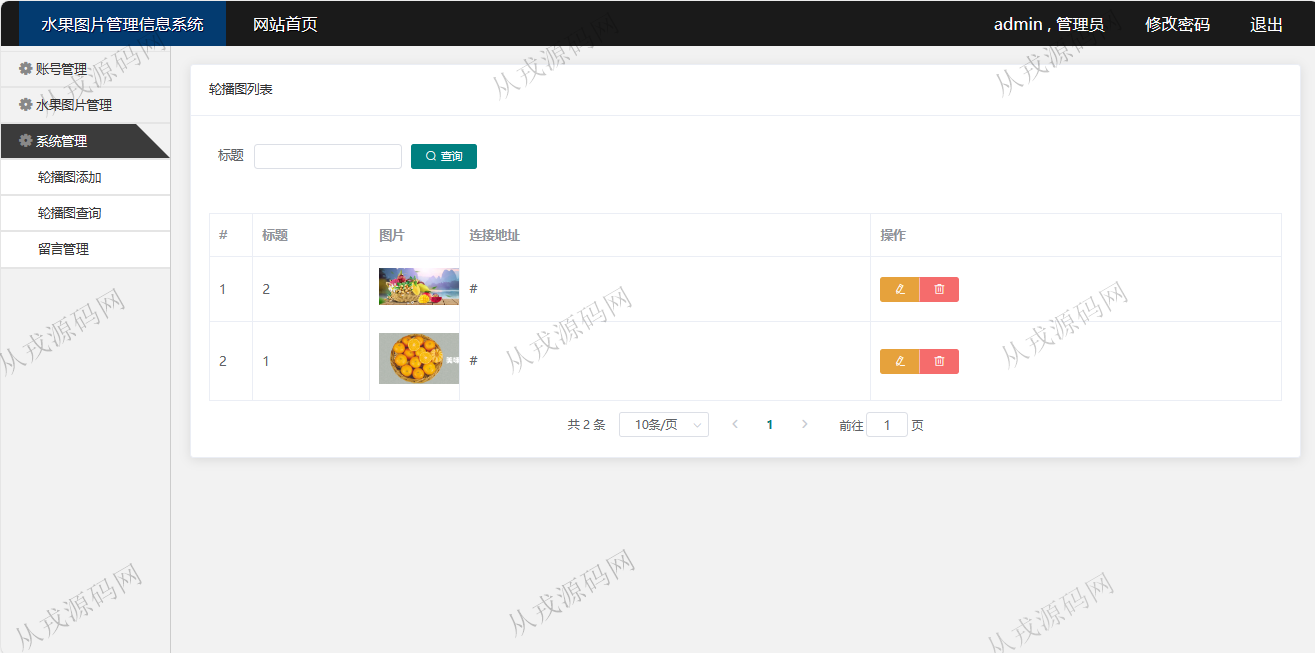 水果图片管理信息系统 网站首页 admin , 管理员 修改密码 退出
账号管理
水果图片管理
系统管理
轮播图添加
轮播图查询
留言管理
轮播图列表
标题 查询
# 标题 图片 连接地址 操作
1 2 #
2 1 #
共 2 条 10条/页 1 前往 1 页
从戎源码网
从戎源码网
从戎源码网
从戎源码网
从戎源码网
从戎源码网
从戎源码网
从戎源码网
从戎源码网